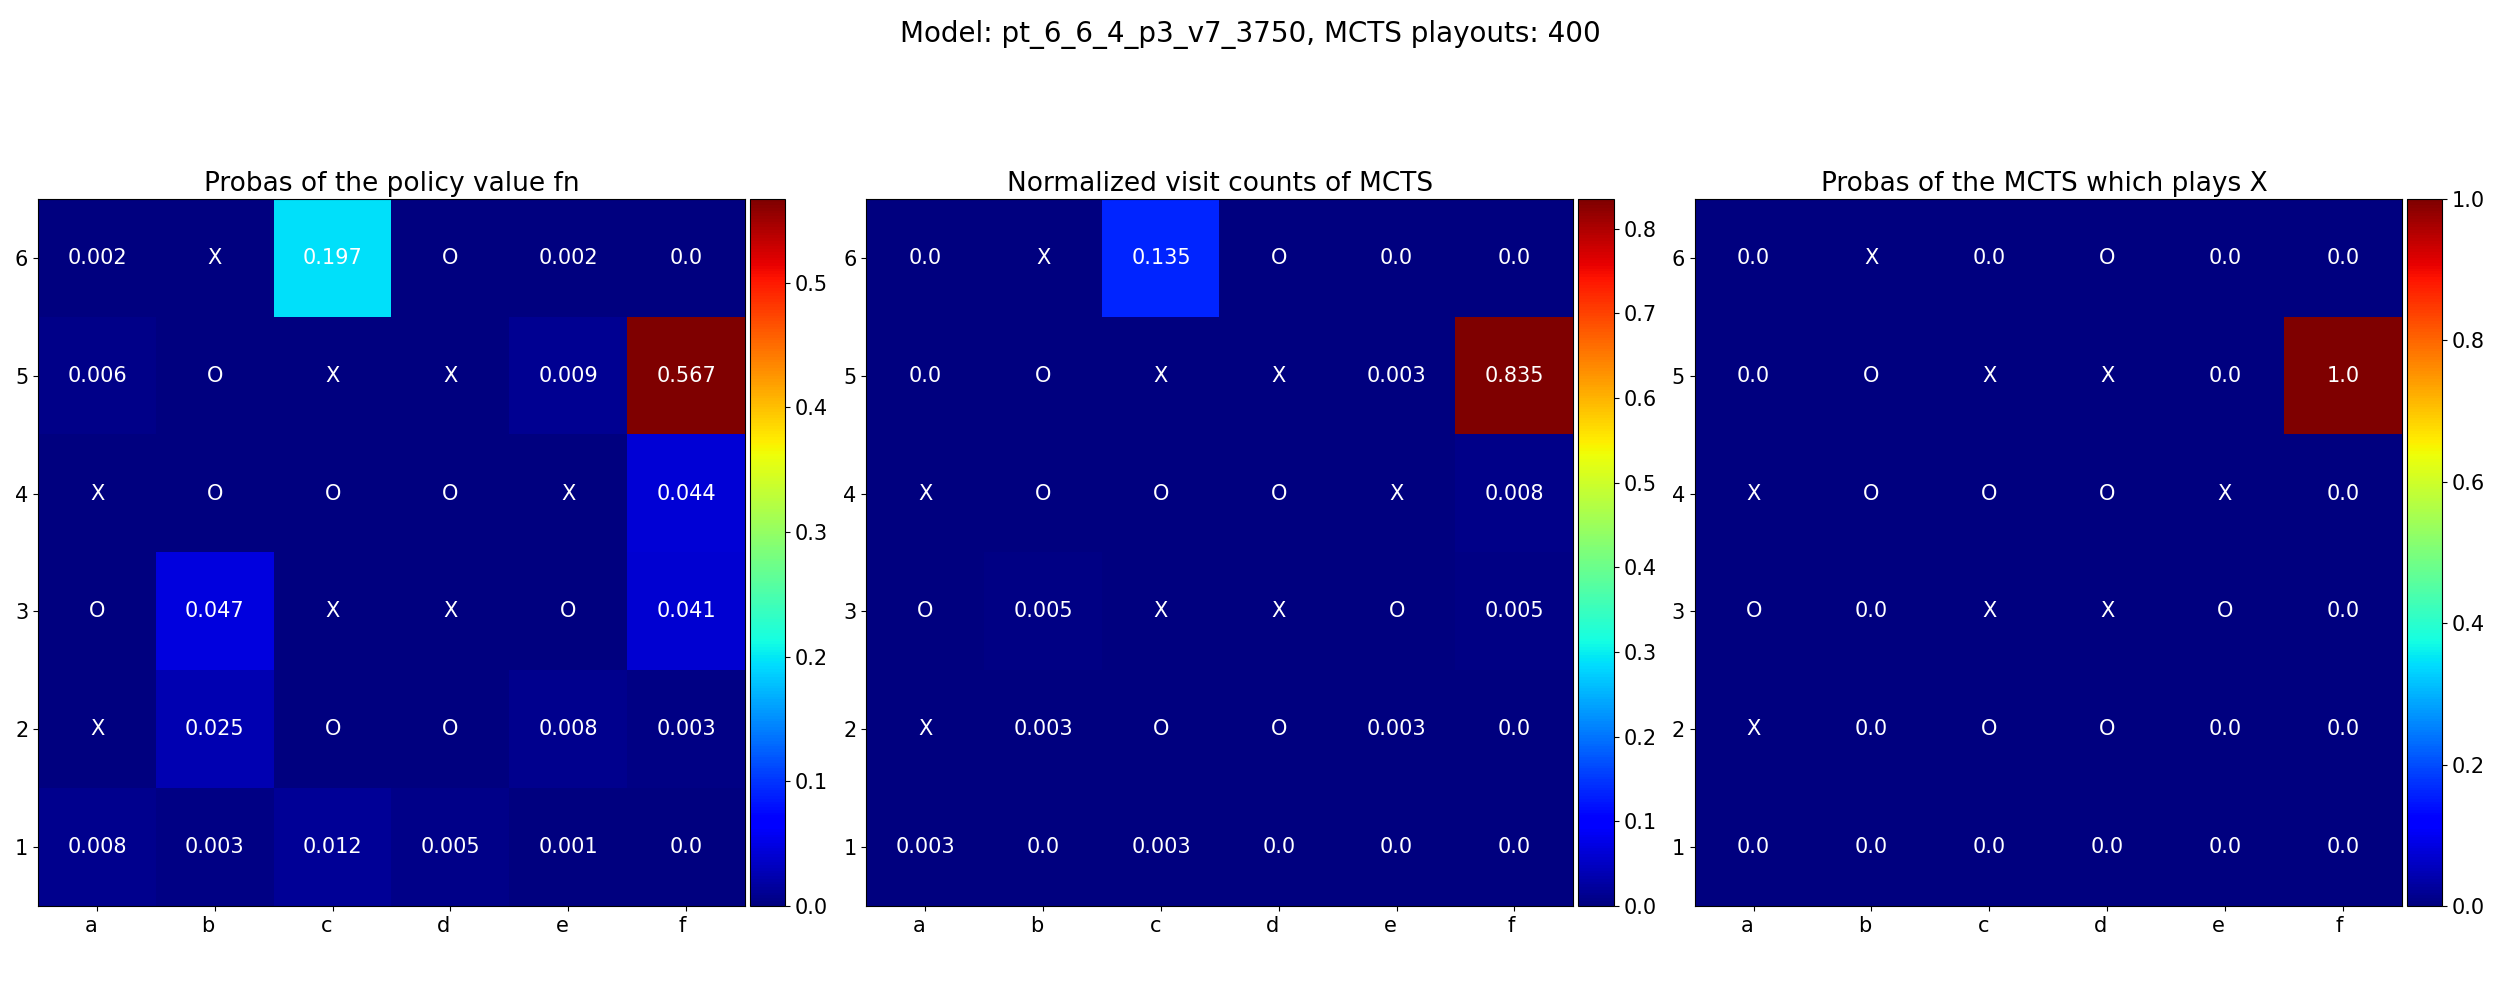 Model: pt_6_6_4_p3_v7_3750, MCTS playouts: 400
Probas of the policy value fn
6 0.002 X 0.197 O 0.002 0.0
5 0.006 O X X 0.009 0.567
4 X O O O X 0.044
3 O 0.047 X X O 0.041
2 X 0.025 O O 0.008 0.003
1 0.008 0.003 0.012 0.005 0.001 0.0
a b c d e f
0.5
0.4
0.3
0.2
0.1
0.0
Normalized visit counts of MCTS
6 0.0 X 0.135 O 0.0 0.0
5 0.0 O X X 0.003 0.835
4 X O O O X 0.008
3 O 0.005 X X O 0.005
2 X 0.003 O O 0.003 0.0
1 0.003 0.0 0.003 0.0 0.0 0.0
a b c d e f
0.8
0.7
0.6
0.5
0.4
0.3
0.2
0.1
0.0
Probas of the MCTS which plays X
6 0.0 X 0.0 O 0.0 0.0
5 0.0 O X X 0.0 1.0
4 X O O O X 0.0
3 O 0.0 X X O 0.0
2 X 0.0 O O 0.0 0.0
1 0.0 0.0 0.0 0.0 0.0 0.0
a b c d e f
1.0
0.8
0.6
0.4
0.2
0.0